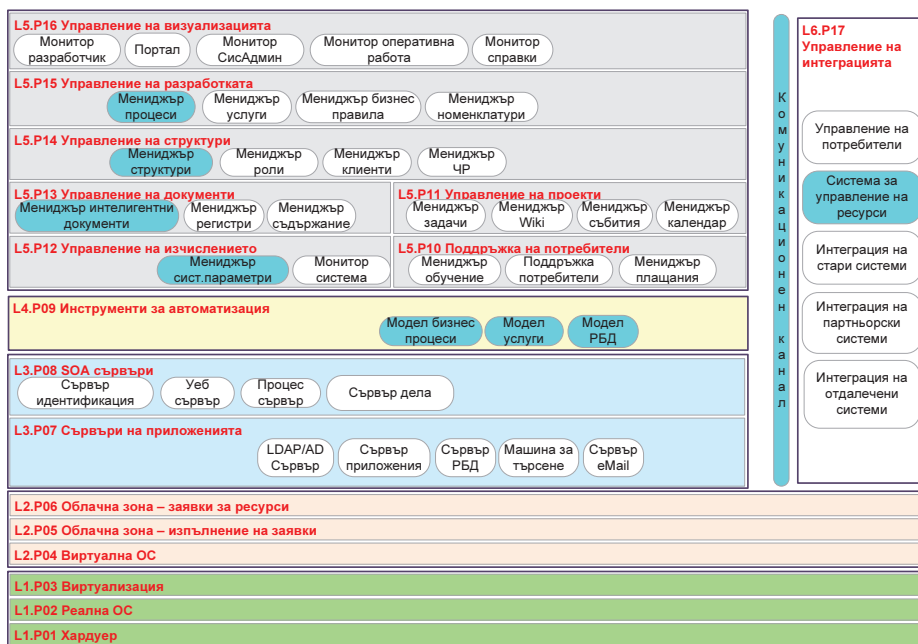 L5.P16 Управление на визуализацията
Монитор разработчик
Портал
Монитор СисАдмин
Монитор оперативна работа
Монитор справки
L5.P15 Управление на разработката
Мениджър процеси
Мениджър услуги
Мениджър бизнес правила
Мениджър номенклатури
L5.P14 Управление на структури
Мениджър структури
Мениджър роли
Мениджър клиенти
Мениджър ЧР
L5.P13 Управление на документи
Мениджър интелигентни документи
Мениджър регистри
Мениджър съдържание
L5.P11 Управление на проекти
Мениджър задачи
Мениджър Wiki
Мениджър събития
Мениджър календар
L5.P12 Управление на изчислението
Мениджър сист.параметри
Монитор система
L5.P10 Поддръжка на потребители
Мениджър обучение
Поддръжка потребители
Мениджър плащания
L4.P09 Инструменти за автоматизация
Модел бизнес процеси
Модел услуги
Модел РБД
L3.P08 SOA сървъри
Сървър идентификация
Уеб сървър
Процес сървър
Сървър дела
L3.P07 Сървъри на приложенията
LDAP/AD Сървър
Сървър приложения
Сървър РБД
Машина за търсене
Сървър eMail
Комуникационен канал
L6.P17
Управление на
интеграцията
Управление на
потребители
Система за
управление на
ресурси
Интеграция на
стари системи
Интеграция на
партньорски
системи
Интеграция на
отдалечени
системи
L2.P06 Облачна зона – заявки за ресурси
L2.P05 Облачна зона – изпълнение на заявки
L2.P04 Виртуална ОС
L1.P03 Виртуализация
L1.P02 Реална ОС
L1.P01 Хардуер